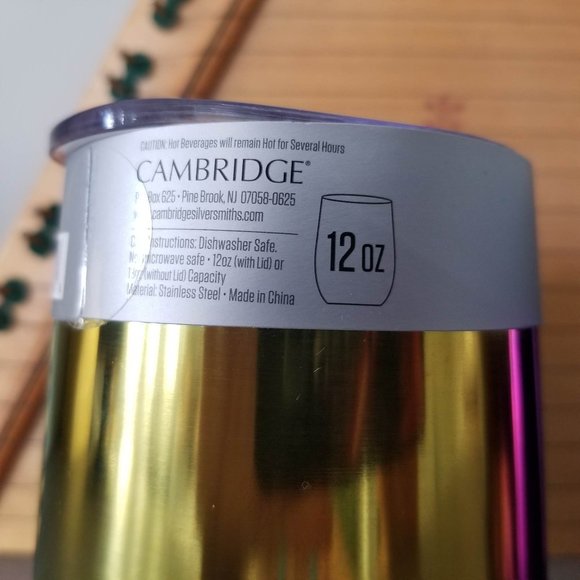 CAUTION: Hot Beverages will remain Hot for Several Hours
CAMBRIDGE®
Box 625 • Pine Brook, NJ 07058-0625
cambridgesilversmiths.com
Instructions: Dishwasher Safe.
microwave safe • 12oz (with Lid) or
(without Lid) Capacity
Material: Stainless Steel • Made in China
12 OZ